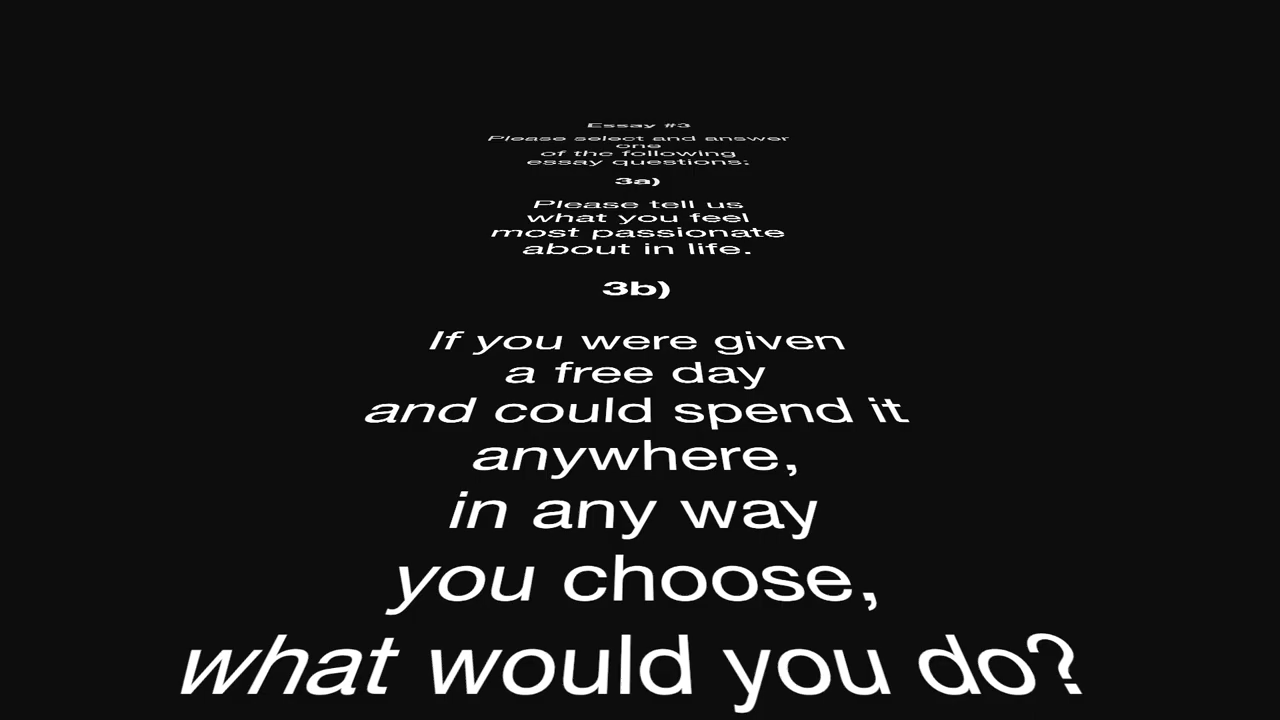 Essay #3
Please select and answer
one
of the following
essay questions:
3a)
Please tell us
what you feel
most passionate
about in life.
3b)
If you were given
a free day
and could spend it
anywhere,
in any way
you choose,
what would you do?